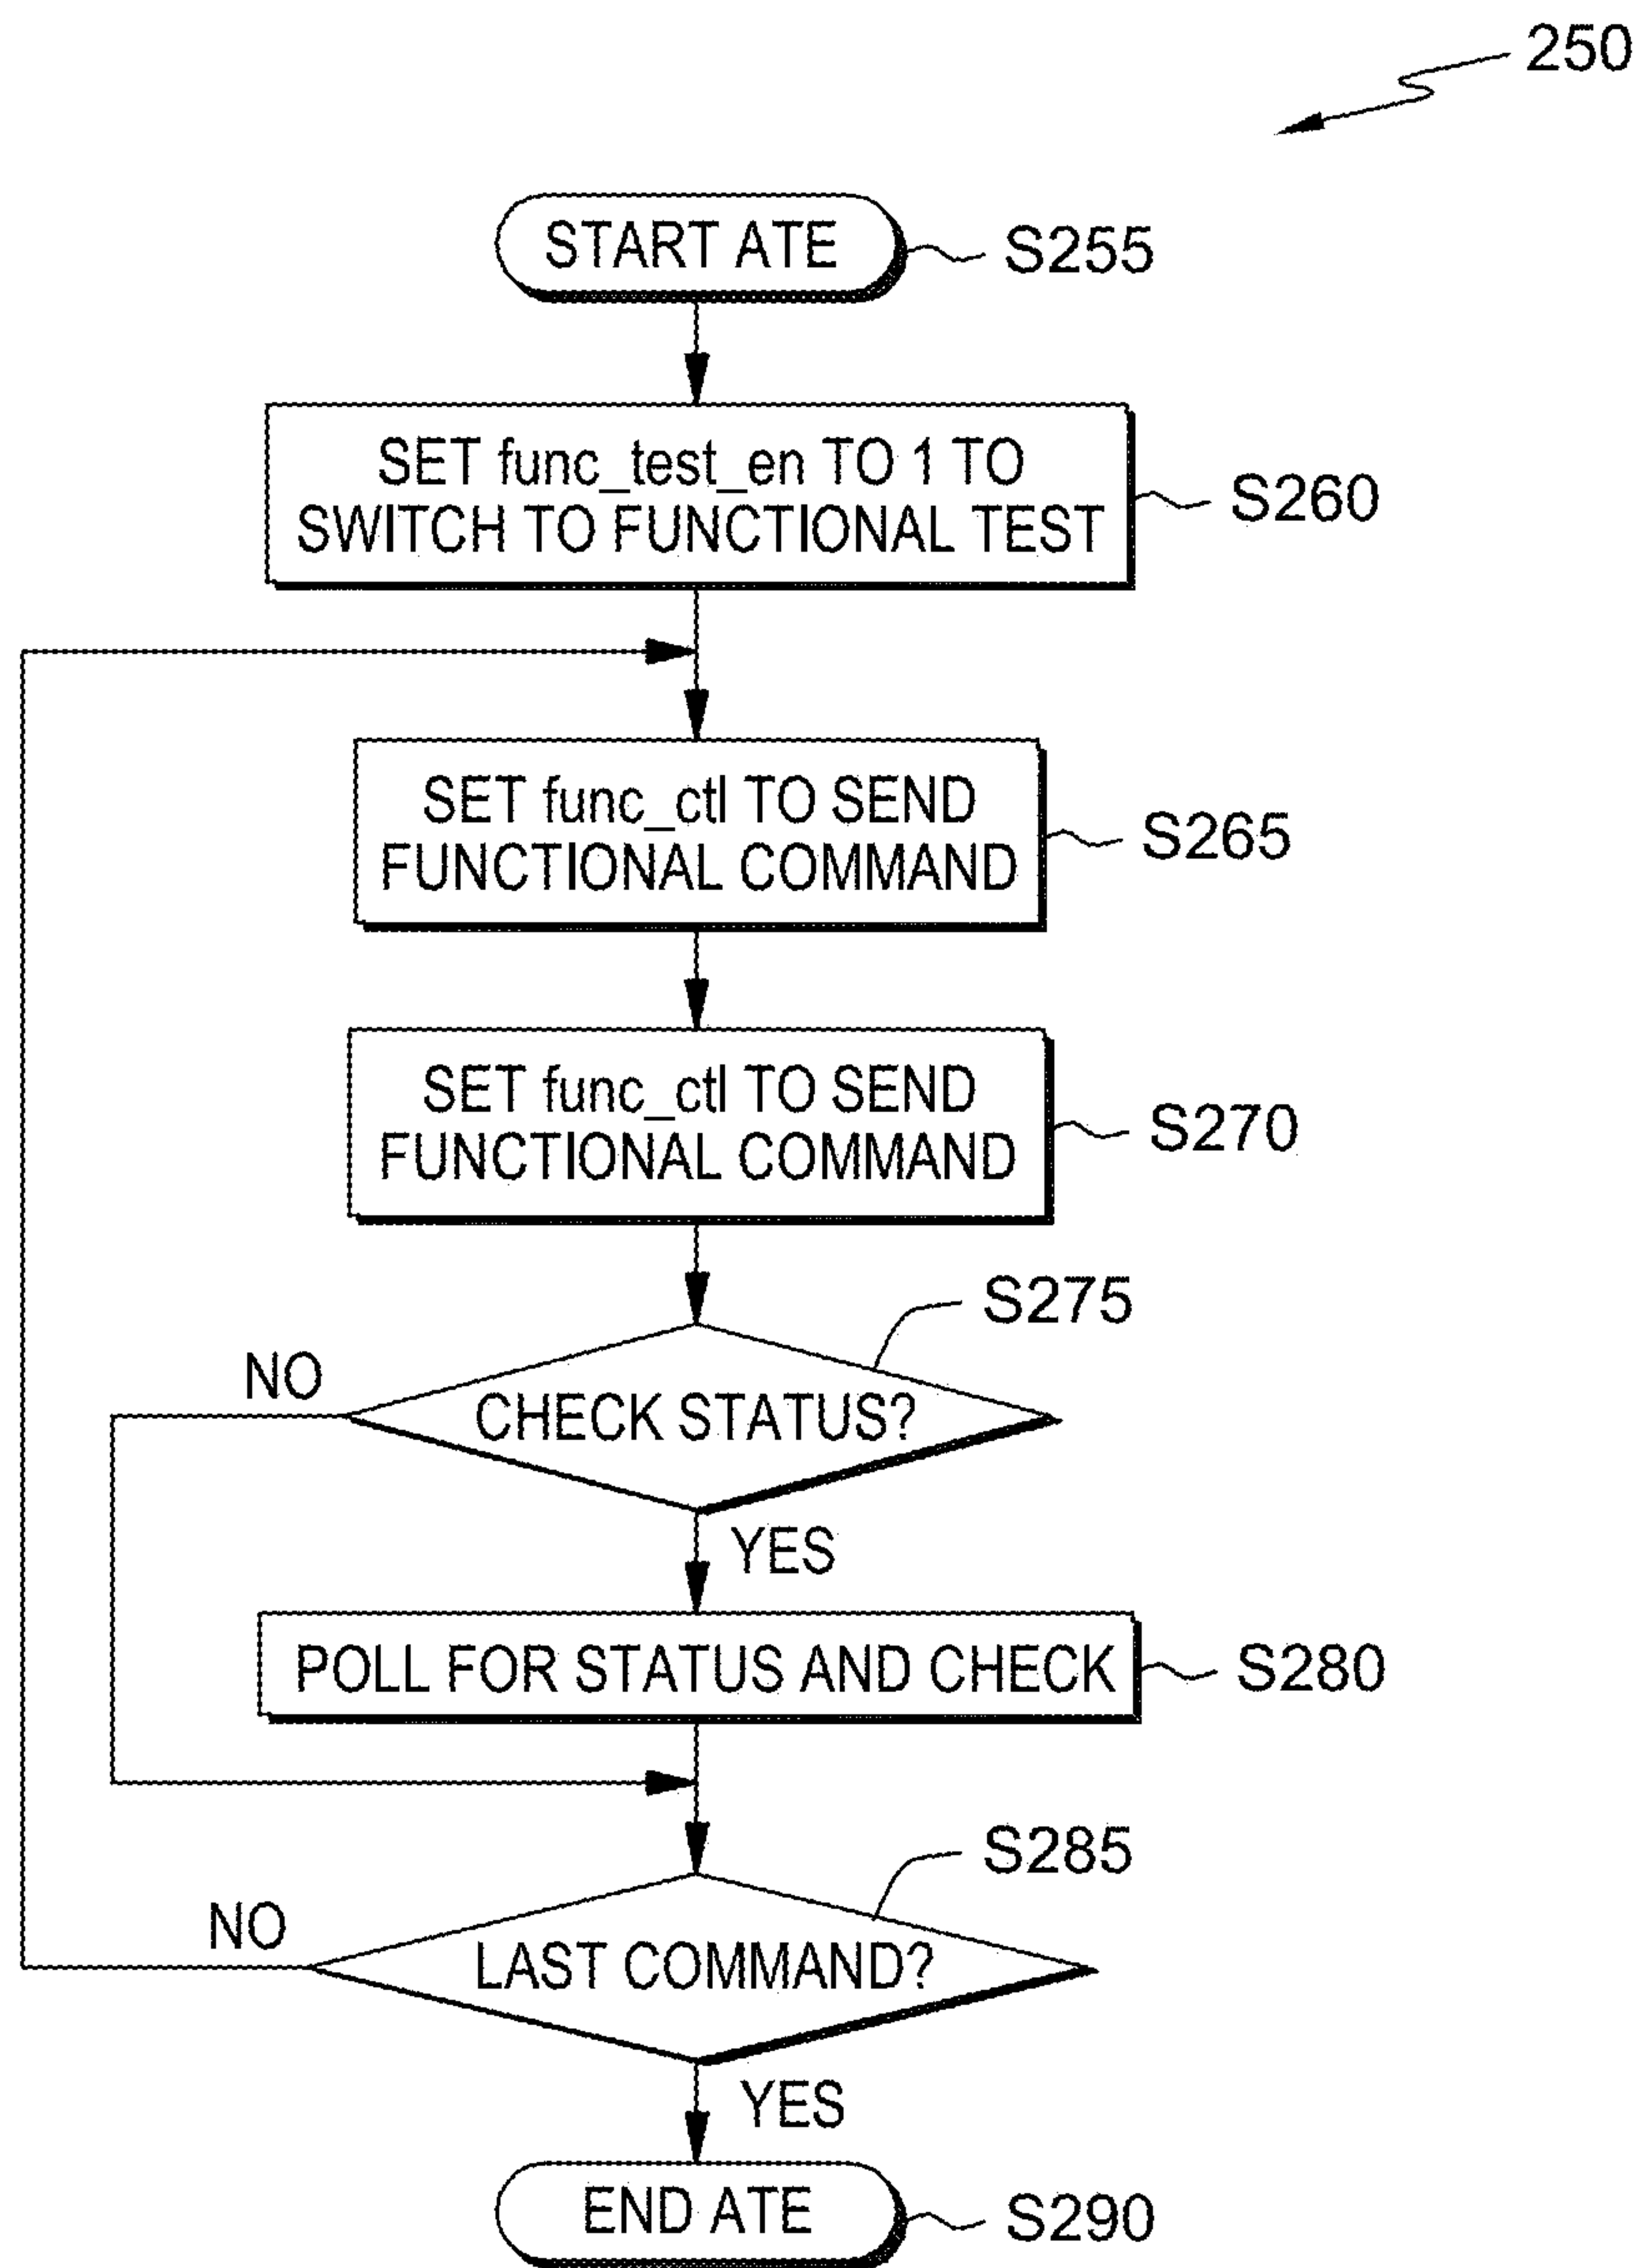 250
START ATE
S255
SET func_test_en TO 1 TO
SWITCH TO FUNCTIONAL TEST
S260
SET func_ctl TO SEND
FUNCTIONAL COMMAND
S265
SET func_ctl TO SEND
FUNCTIONAL COMMAND
S270
S275
NO
CHECK STATUS?
YES
POLL FOR STATUS AND CHECK
S280
S285
NO
LAST COMMAND?
YES
END ATE
S290